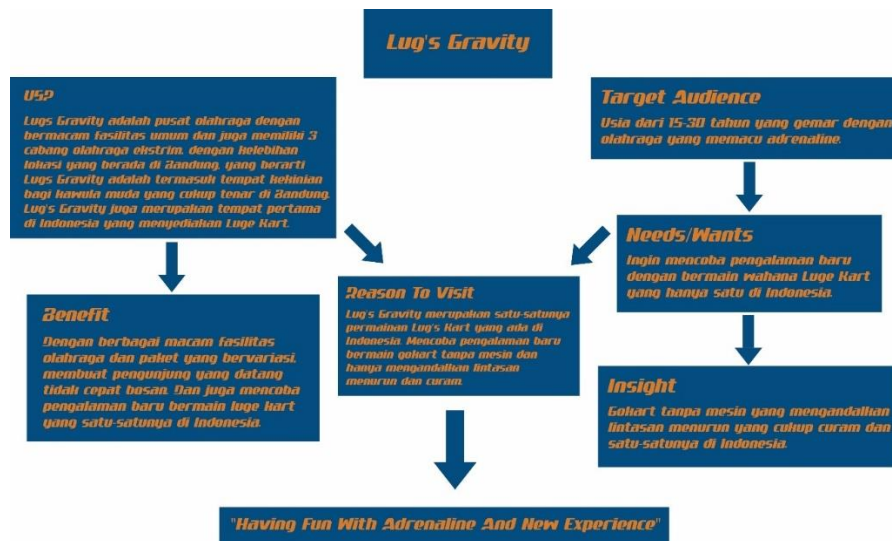 Lug's Gravity
USP
Lugs Gravity adalah pusat olahraga dengan
bermacam fasilitas umum dan juga memiliki 3
cabang olahraga ekstrim, dengan kelebihan
lokasi yang berada di Bandung, yang berarti
Lugs Gravity adalah termasuk tempat kekinian
bagi kawula muda yang cukup tenar di Bandung.
Lug's Gravity juga merupakan tempat pertama
di Indonesia yang menyediakan Luge Kart.
Target Audience
Usia dari 15-30 tahun yang gemar dengan
olahraga yang memacu adrenaline.
Needs/Wants
Ingin mencoba pengalaman baru
dengan bermain wahana Luge Kart
yang hanya satu di Indonesia.
Benefit
Dengan berbagai macam fasilitas
olahraga dan paket yang bervariasi,
membuat pengunjung yang datang
tidak cepat bosan. Dan juga mencoba
pengalaman baru bermain luge kart
yang satu-satunya di Indonesia.
Reason To Visit
Lug's Gravity merupakan satu-satunya
permainan Lug's Kart yang ada di
Indonesia. Mencoba pengalaman baru
bermain gokart tanpa mesin dan
hanya mengandalkan lintasan
menurun dan curam.
Insight
Gokart tanpa mesin yang mengandalkan
lintasan menurun yang cukup curam dan
satu-satunya di Indonesia.
"Having Fun With Adrenaline And New Experience"